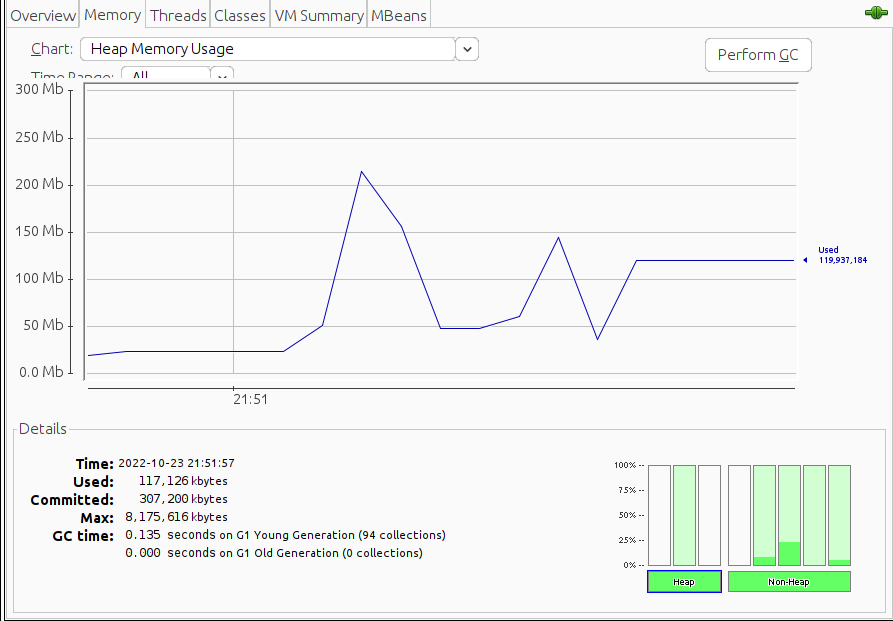 Overview Memory Threads Classes VM Summary MBeans
Chart: Heap Memory Usage Perform GC
Time Range: All
300 Mb
250 Mb
200 Mb
150 Mb
100 Mb
50 Mb
0.0 Mb
Used
119,937,184
21:51
Details
Time: 2022-10-23 21:51:57
Used: 117,126 kbytes
Committed: 307,200 kbytes
Max: 8,175,616 kbytes
GC time: 0.135 seconds on G1 Young Generation (94 collections)
0.000 seconds on G1 Old Generation (0 collections)
100% --
75% --
50% --
25% --
0% --
Heap Non-Heap